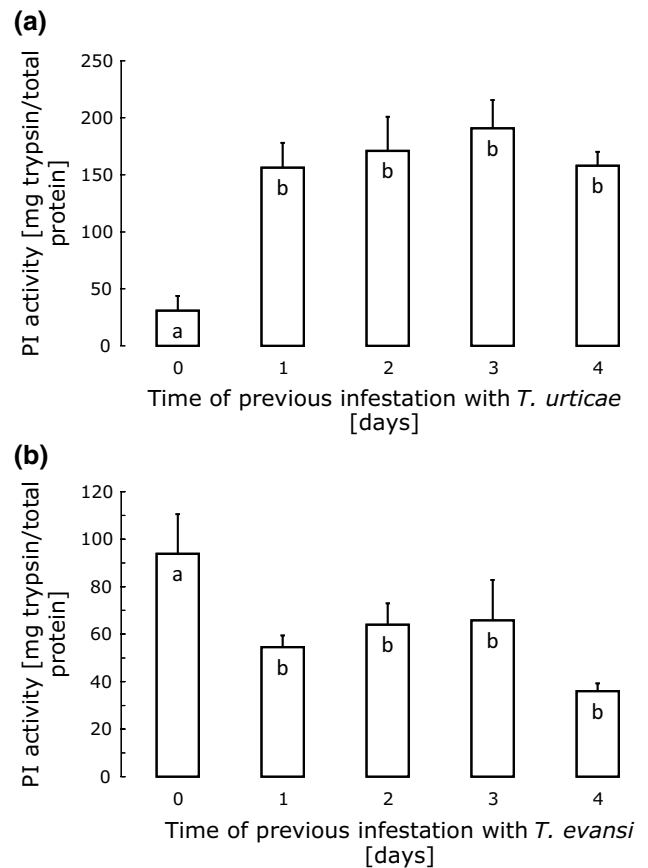 (a)
PI activity [mg trypsin/total
protein]
250
200
150
100
50
0
a
b
b
b
b
0 1 2 3 4
Time of previous infestation with T. urticae
[days]
(b)
PI activity [mg trypsin/total
protein]
120
100
80
60
40
20
0
a
b
b
b
b
0 1 2 3 4
Time of previous infestation with T. evansi
[days]